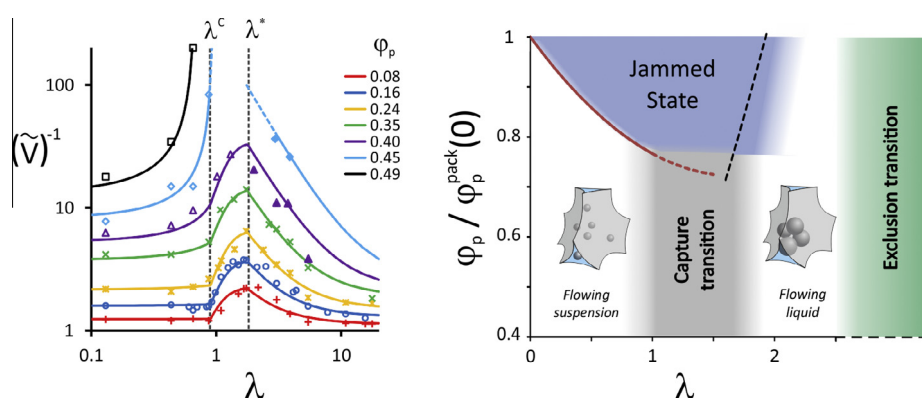 λᶜ λ*
φₚ
0.08
0.16
0.24
0.35
0.40
0.45
0.49
100
10
1
(ṽ)⁻¹
0.1 1 10
λ
1
0.8
0.6
0.4
φₚ / φₚᵖᵃᶜᵏ(0)
Jammed
State
Capture
transition
Exclusion transition
Flowing
suspension
Flowing
liquid
0 1 2
λ